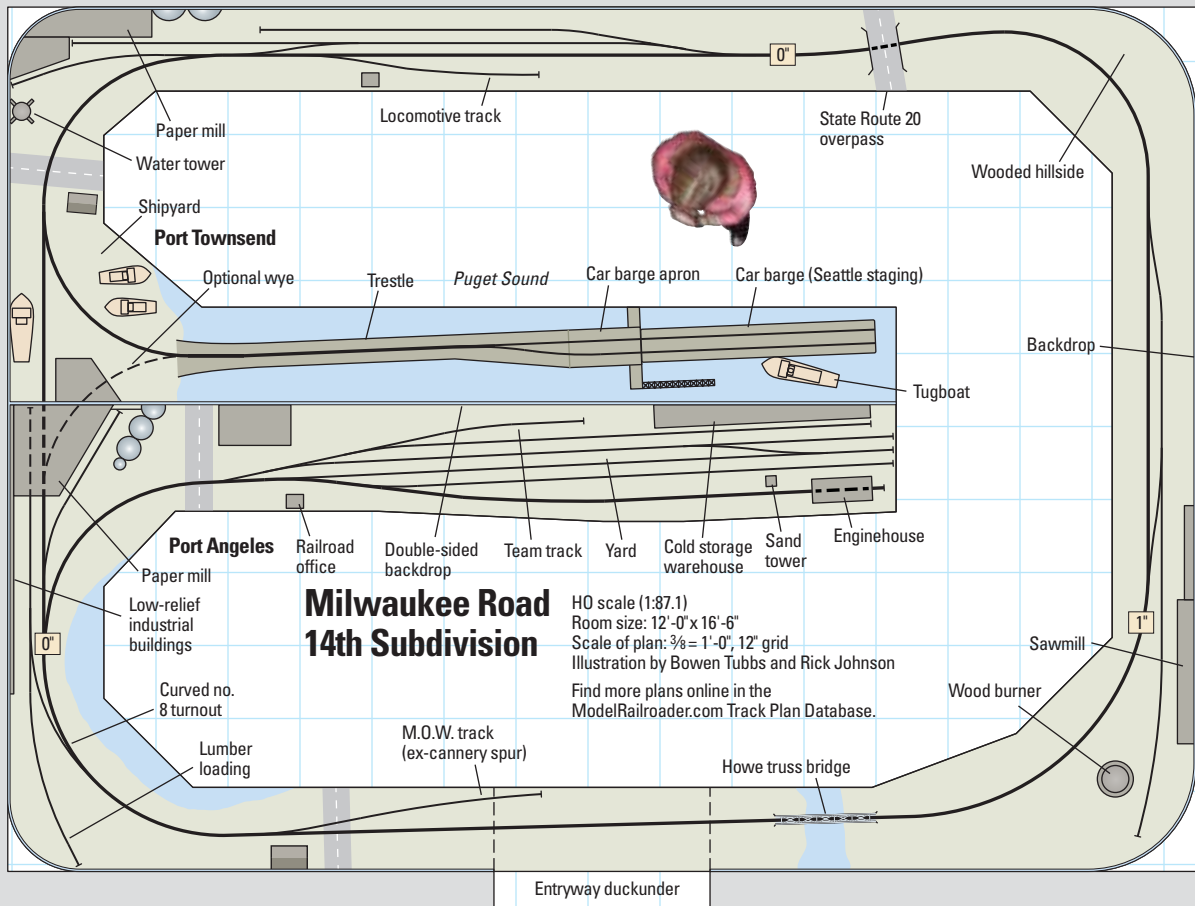 0"
Paper mill
Locomotive track
State Route 20
overpass
Water tower
Wooded hillside
Shipyard
Port Townsend
Optional wye
Trestle
Puget Sound
Car barge apron
Car barge (Seattle staging)
Backdrop
Tugboat
Port Angeles
Railroad
office
Double-sided
backdrop
Team track
Yard
Cold storage
warehouse
Sand
tower
Enginehouse
Paper mill
Low-relief
industrial
buildings
0"
Milwaukee Road
14th Subdivision
HO scale (1:87.1)
Room size: 12'-0" x 16'-6"
Scale of plan: 3/8 = 1'-0", 12" grid
Illustration by Bowen Tubbs and Rick Johnson
Find more plans online in the
ModelRailroader.com Track Plan Database.
1"
Sawmill
Wood burner
Curved no.
8 turnout
Lumber
loading
M.O.W. track
(ex-cannery spur)
Howe truss bridge
Entryway duckunder